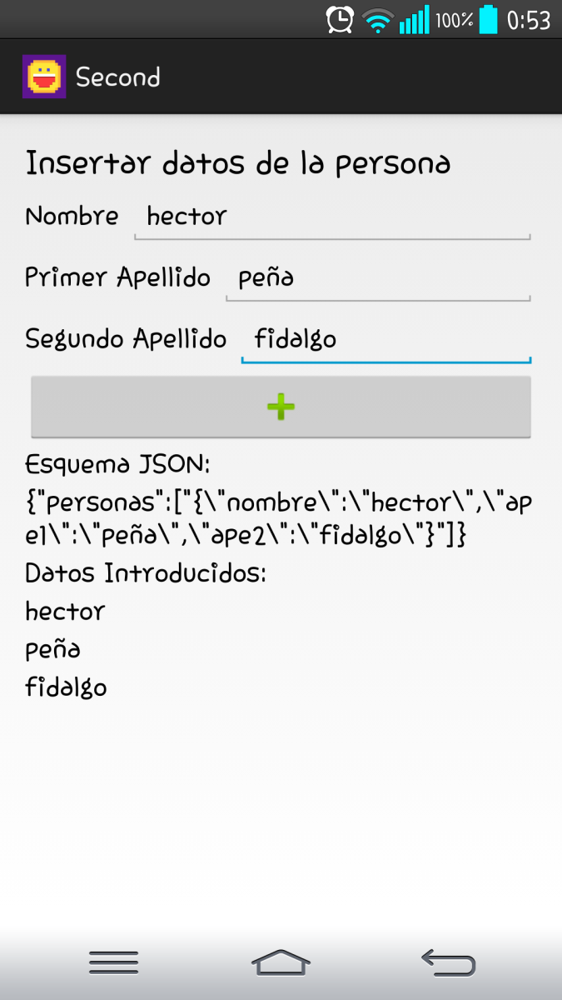 100% 0:53
Second
Insertar datos de la persona
Nombre hector
Primer Apellido peña
Segundo Apellido fidalgo
Esquema JSON:
{"personas":["{\"nombre\":\"hector\",\"ap
e1\":\"peña\",\"ape2\":\"fidalgo\"}"]}
Datos Introducidos:
hector
peña
fidalgo